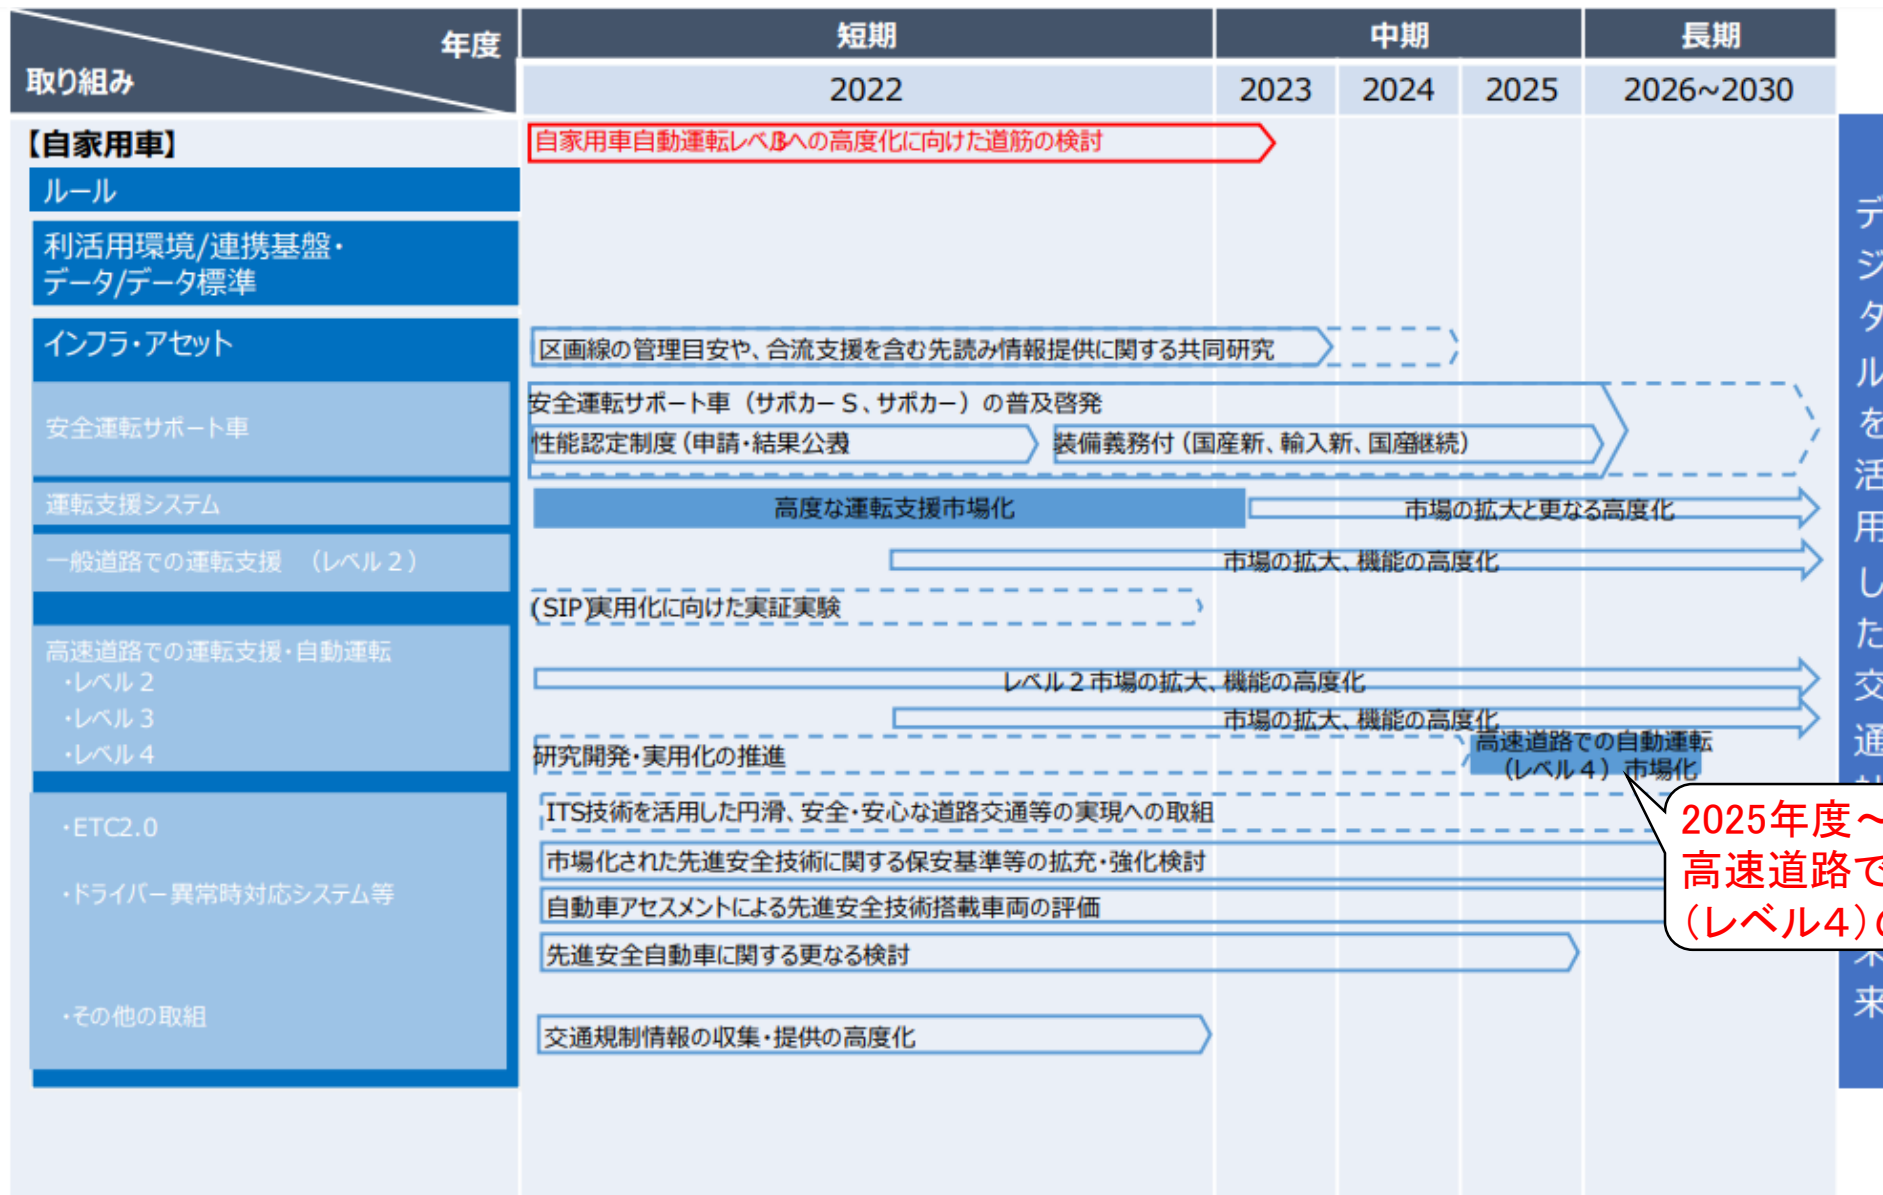 年度
取り組み
短期
中期
長期
2022
2023
2024
2025
2026~2030
【自家用車】
自家用車自動運転レベル3への高度化に向けた道筋の検討
ルール
利活用環境/連携基盤・
データ/データ標準
インフラ・アセット
区画線の管理目安や、合流支援を含む先読み情報提供に関する共同研究
安全運転サポート車
安全運転サポート車（サポカーS、サポカー）の普及啓発
性能認定制度（申請・結果公表）
装備義務付（国産新、輸入新、国産継続）
運転支援システム
高度な運転支援市場化
市場の拡大と更なる高度化
一般道路での運転支援 （レベル2）
市場の拡大、機能の高度化
(SIP)実用化に向けた実証実験
高速道路での運転支援・自動運転
・レベル2
レベル2市場の拡大、機能の高度化
・レベル3
市場の拡大、機能の高度化
・レベル4
研究開発・実用化の推進
高速道路での自動運転
（レベル4）市場化
・ETC2.0
ITS技術を活用した円滑、安全・安心な道路交通等の実現への取組
市場化された先進安全技術に関する保安基準等の拡充・強化検討
・ドライバー異常時対応システム等
自動車アセスメントによる先進安全技術搭載車両の評価
先進安全自動車に関する更なる検討
・その他の取組
交通規制情報の収集・提供の高度化
2025年度～
高速道路で
（レベル4）
デジタルを活用した交通
来